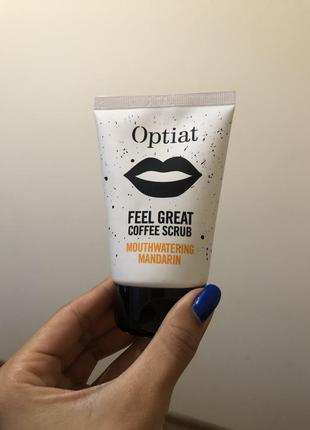 Optiat
FEEL GREAT
COFFEE SCRUB
MOUTHWATERING
MANDARIN